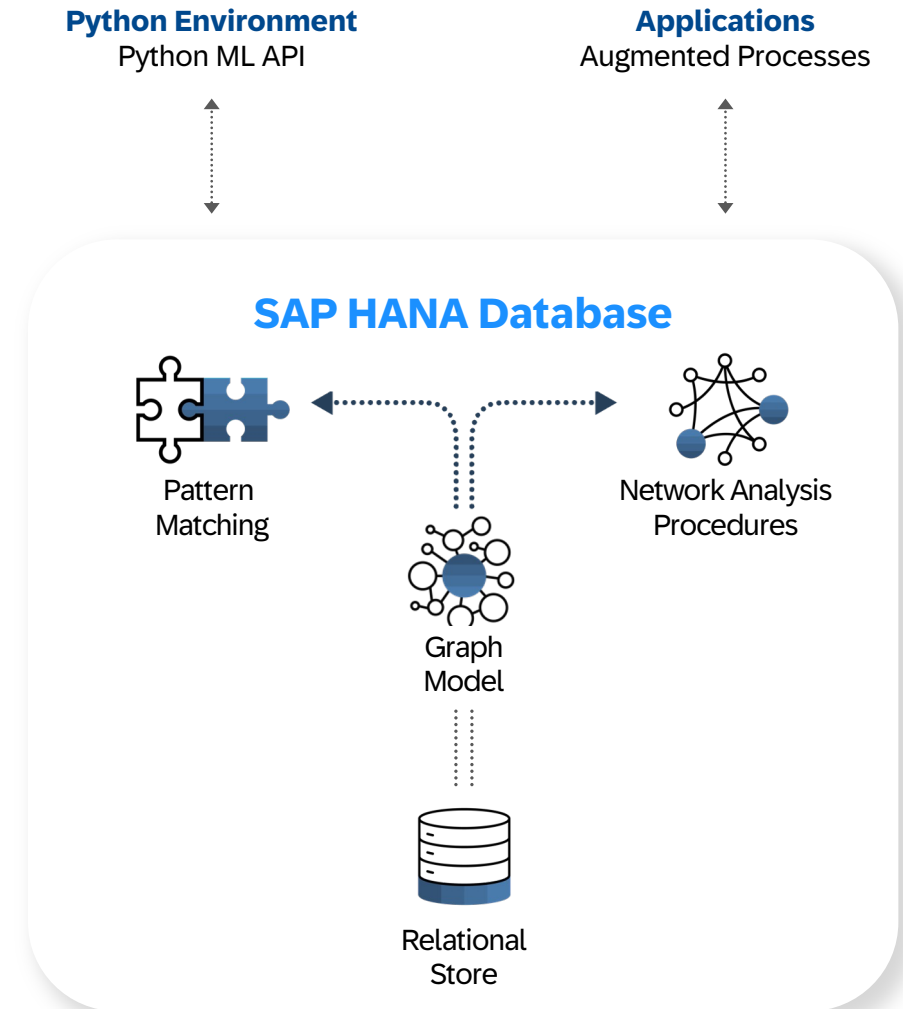 Python Environment
Python ML API
Applications
Augmented Processes
SAP HANA Database
Pattern
Matching
Network Analysis
Procedures
Graph
Model
Relational
Store